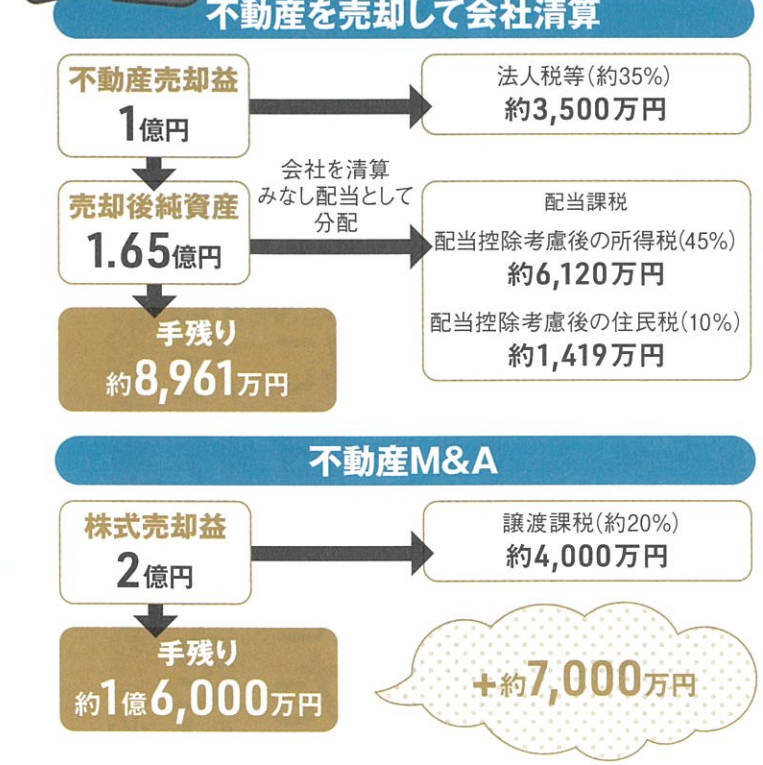 不動産を売却して会社清算
不動産売却益
1億円
法人税等(約35%)
約3,500万円
会社を清算
みなし配当として
分配
売却後純資産
1.65億円
配当課税
配当控除考慮後の所得税(45%)
約6,120万円
配当控除考慮後の住民税(10%)
約1,419万円
手残り
約8,961万円
不動産M&A
株式売却益
2億円
譲渡課税(約20%)
約4,000万円
手残り
約1億6,000万円
+約7,000万円